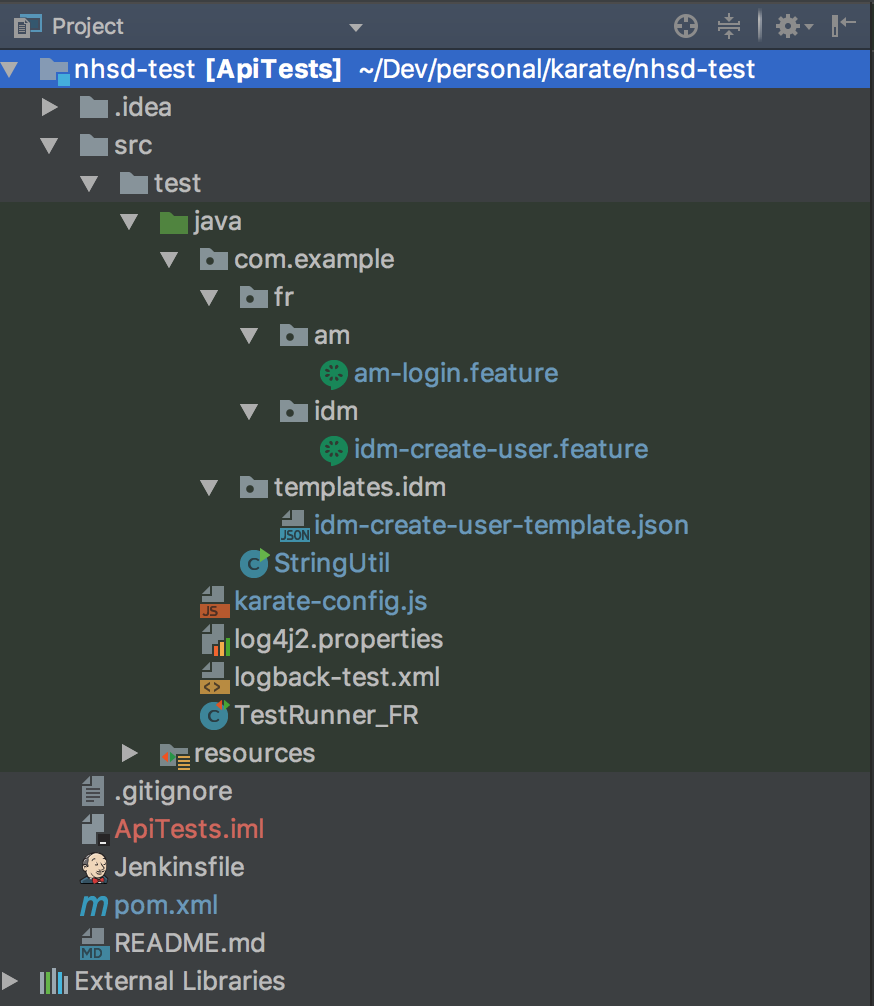 Project
nhsd-test [ApiTests] ~/Dev/personal/karate/nhsd-test
.idea
src
test
java
com.example
fr
am
am-login.feature
idm
idm-create-user.feature
templates.idm
JSON idm-create-user-template.json
C StringUtil
JS karate-config.js
log4j2.properties
<> logback-test.xml
C TestRunner_FR
resources
.gitignore
ApiTests.iml
Jenkinsfile
m pom.xml
MD README.md
External Libraries